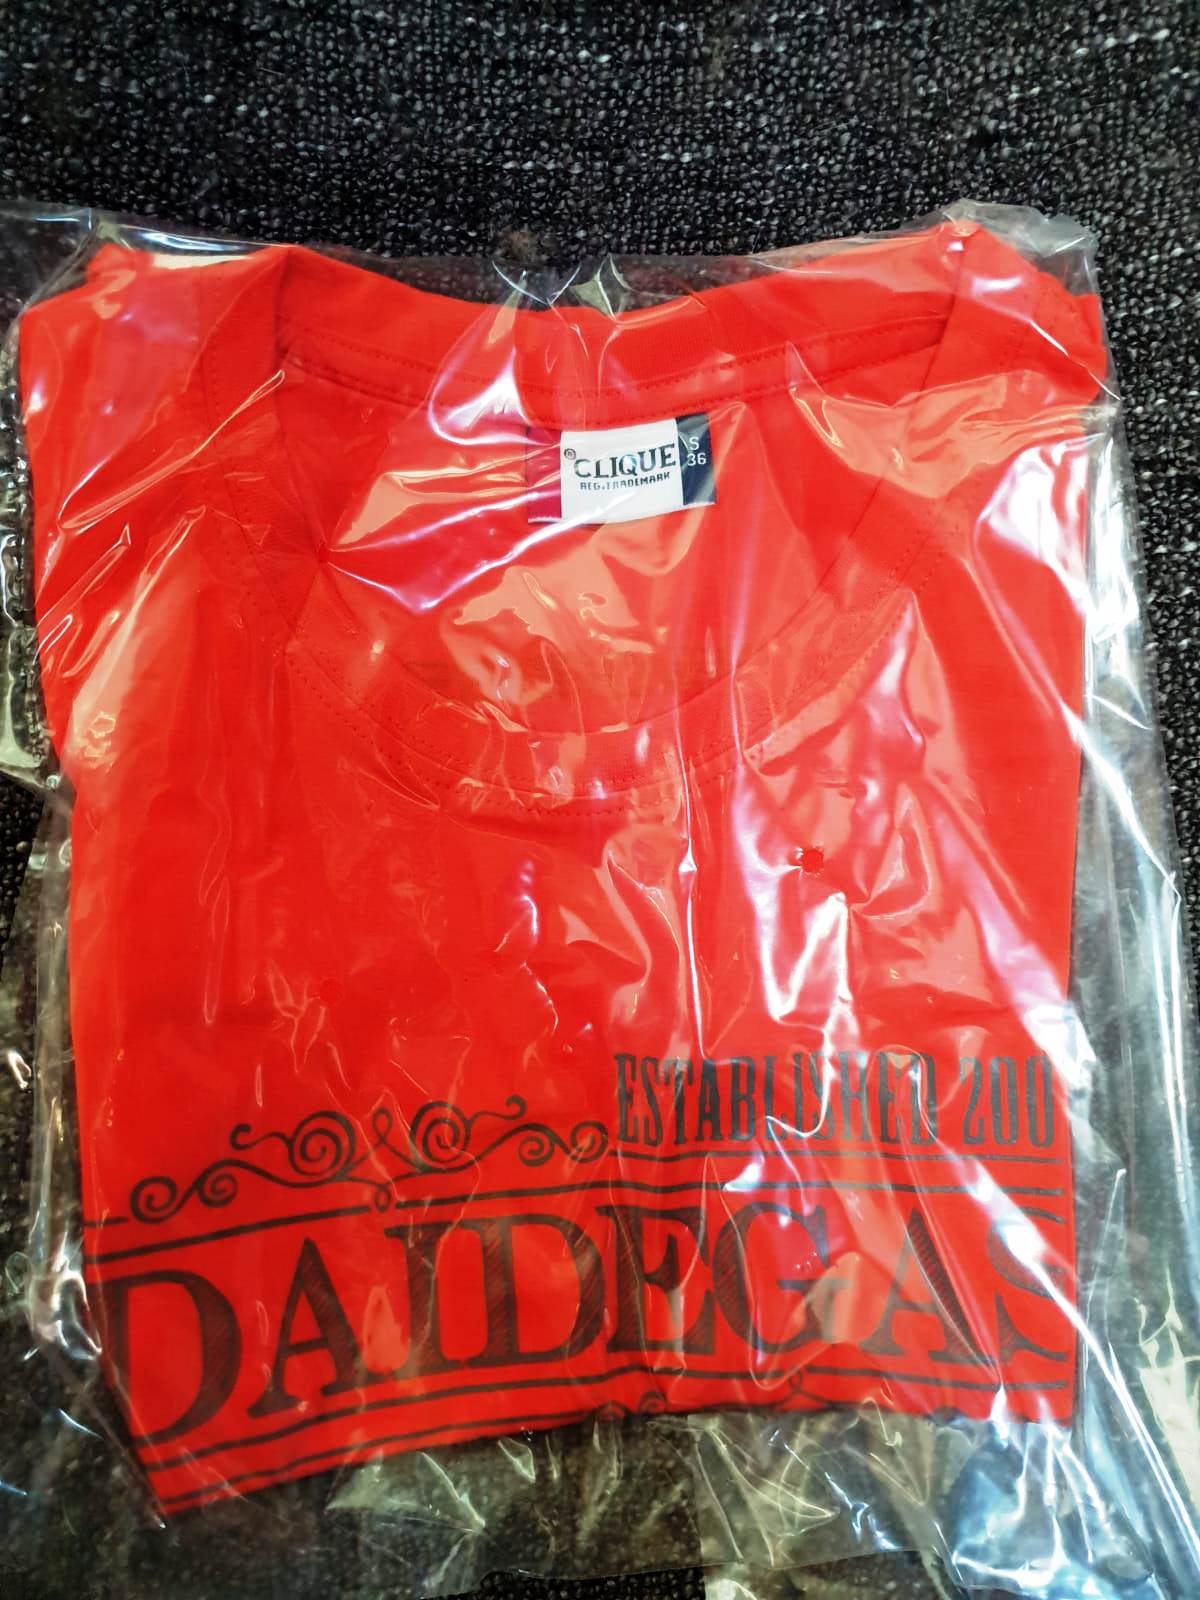 ® CLIQUE
REG.TRADEMARK
S
36
ESTABLISHED 200
DAIDEGAS